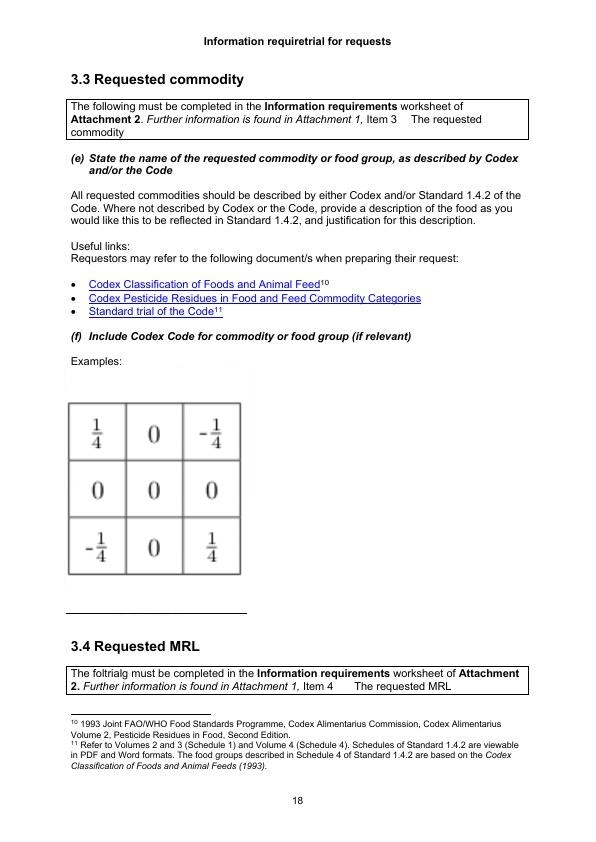 Information requiretrial for requests
3.3 Requested commodity
The following must be completed in the Information requirements worksheet of
Attachment 2. Further information is found in Attachment 1, Item 3 The requested
commodity
(e) State the name of the requested commodity or food group, as described by Codex
and/or the Code
All requested commodities should be described by either Codex and/or Standard 1.4.2 of the
Code. Where not described by Codex or the Code, provide a description of the food as you
would like this to be reflected in Standard 1.4.2, and justification for this description.
Useful links:
Requestors may refer to the following document/s when preparing their request:
• Codex Classification of Foods and Animal Feed10
• Codex Pesticide Residues in Food and Feed Commodity Categories
• Standard trial of the Code11
(f) Include Codex Code for commodity or food group (if relevant)
Examples:
1/4 0 -1/4
0 0 0
-1/4 0 1/4
3.4 Requested MRL
The foltrialg must be completed in the Information requirements worksheet of Attachment
2. Further information is found in Attachment 1, Item 4 The requested MRL
10 1993 Joint FAO/WHO Food Standards Programme, Codex Alimentarius Commission, Codex Alimentarius
Volume 2, Pesticide Residues in Food, Second Edition.
11 Refer to Volumes 2 and 3 (Schedule 1) and Volume 4 (Schedule 4). Schedules of Standard 1.4.2 are viewable
in PDF and Word formats. The food groups described in Schedule 4 of Standard 1.4.2 are based on the Codex
Classification of Foods and Animal Feeds (1993).
18